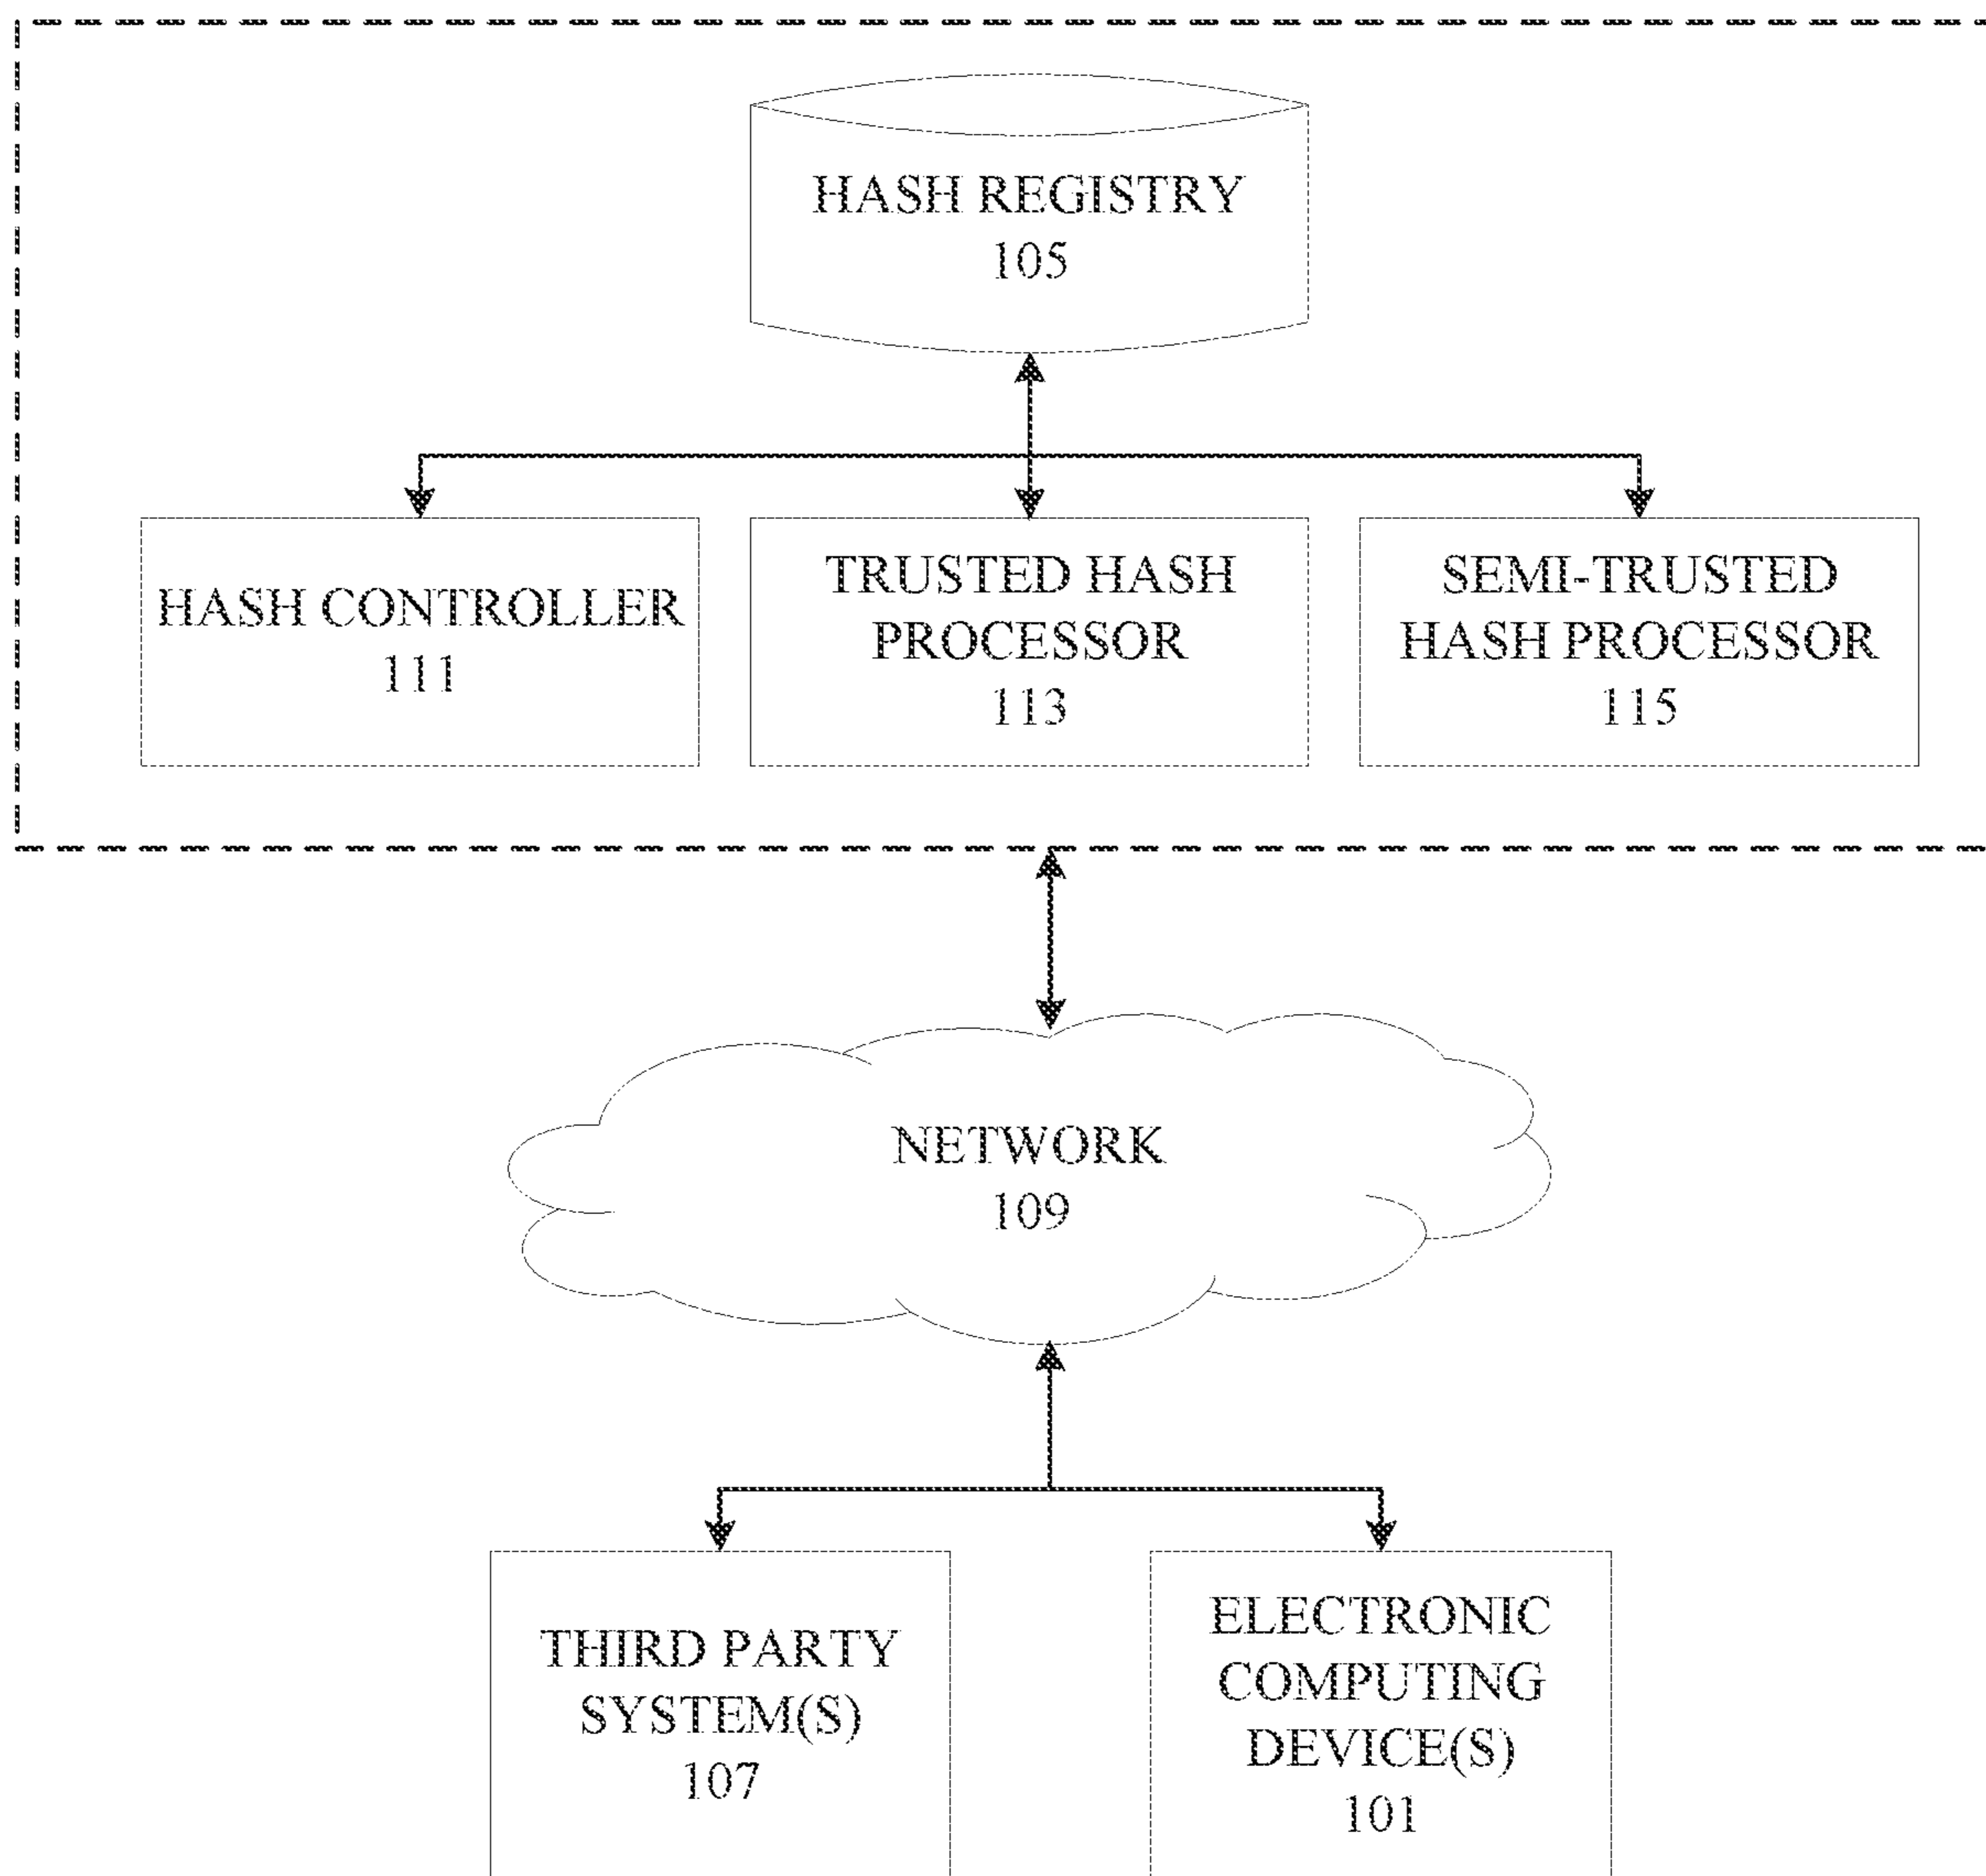 HASH REGISTRY
105
HASH CONTROLLER
111
TRUSTED HASH
PROCESSOR
113
SEMI-TRUSTED
HASH PROCESSOR
115
NETWORK
109
THIRD PARTY
SYSTEM(S)
107
ELECTRONIC
COMPUTING
DEVICE(S)
101